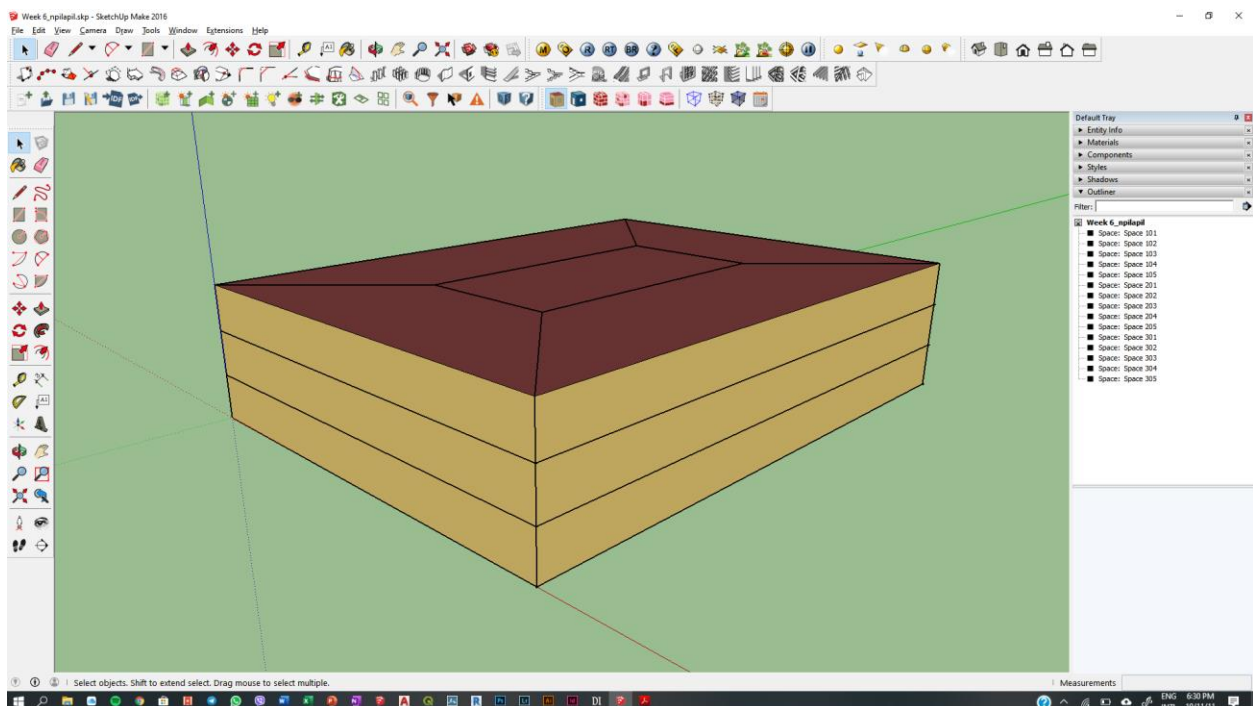 Week 6_npilapil.skp - SketchUp Make 2016
File Edit View Camera Draw Tools Window Extensions Help
Default Tray
Entity Info
Materials
Components
Styles
Shadows
Outliner
Filter:
Week 6_npilapil
Space: Space 101
Space: Space 102
Space: Space 103
Space: Space 104
Space: Space 105
Space: Space 201
Space: Space 202
Space: Space 203
Space: Space 204
Space: Space 205
Space: Space 301
Space: Space 302
Space: Space 303
Space: Space 304
Space: Space 305
Select objects. Shift to extend select. Drag mouse to select multiple.
Measurements
ENG 6:30 PM